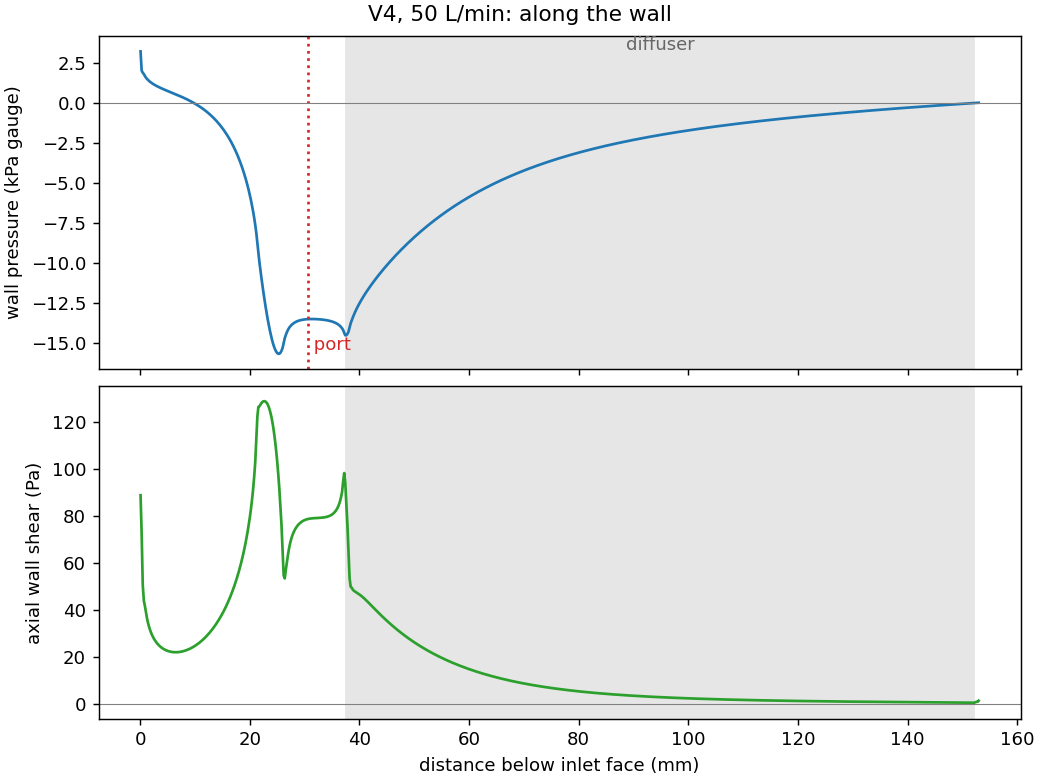 V4, 50 L/min: along the wall
diffuser
wall pressure (kPa gauge)
2.5
0.0
−2.5
−5.0
−7.5
−10.0
−12.5
−15.0
port
axial wall shear (Pa)
120
100
80
60
40
20
0
0 20 40 60 80 100 120 140 160
distance below inlet face (mm)